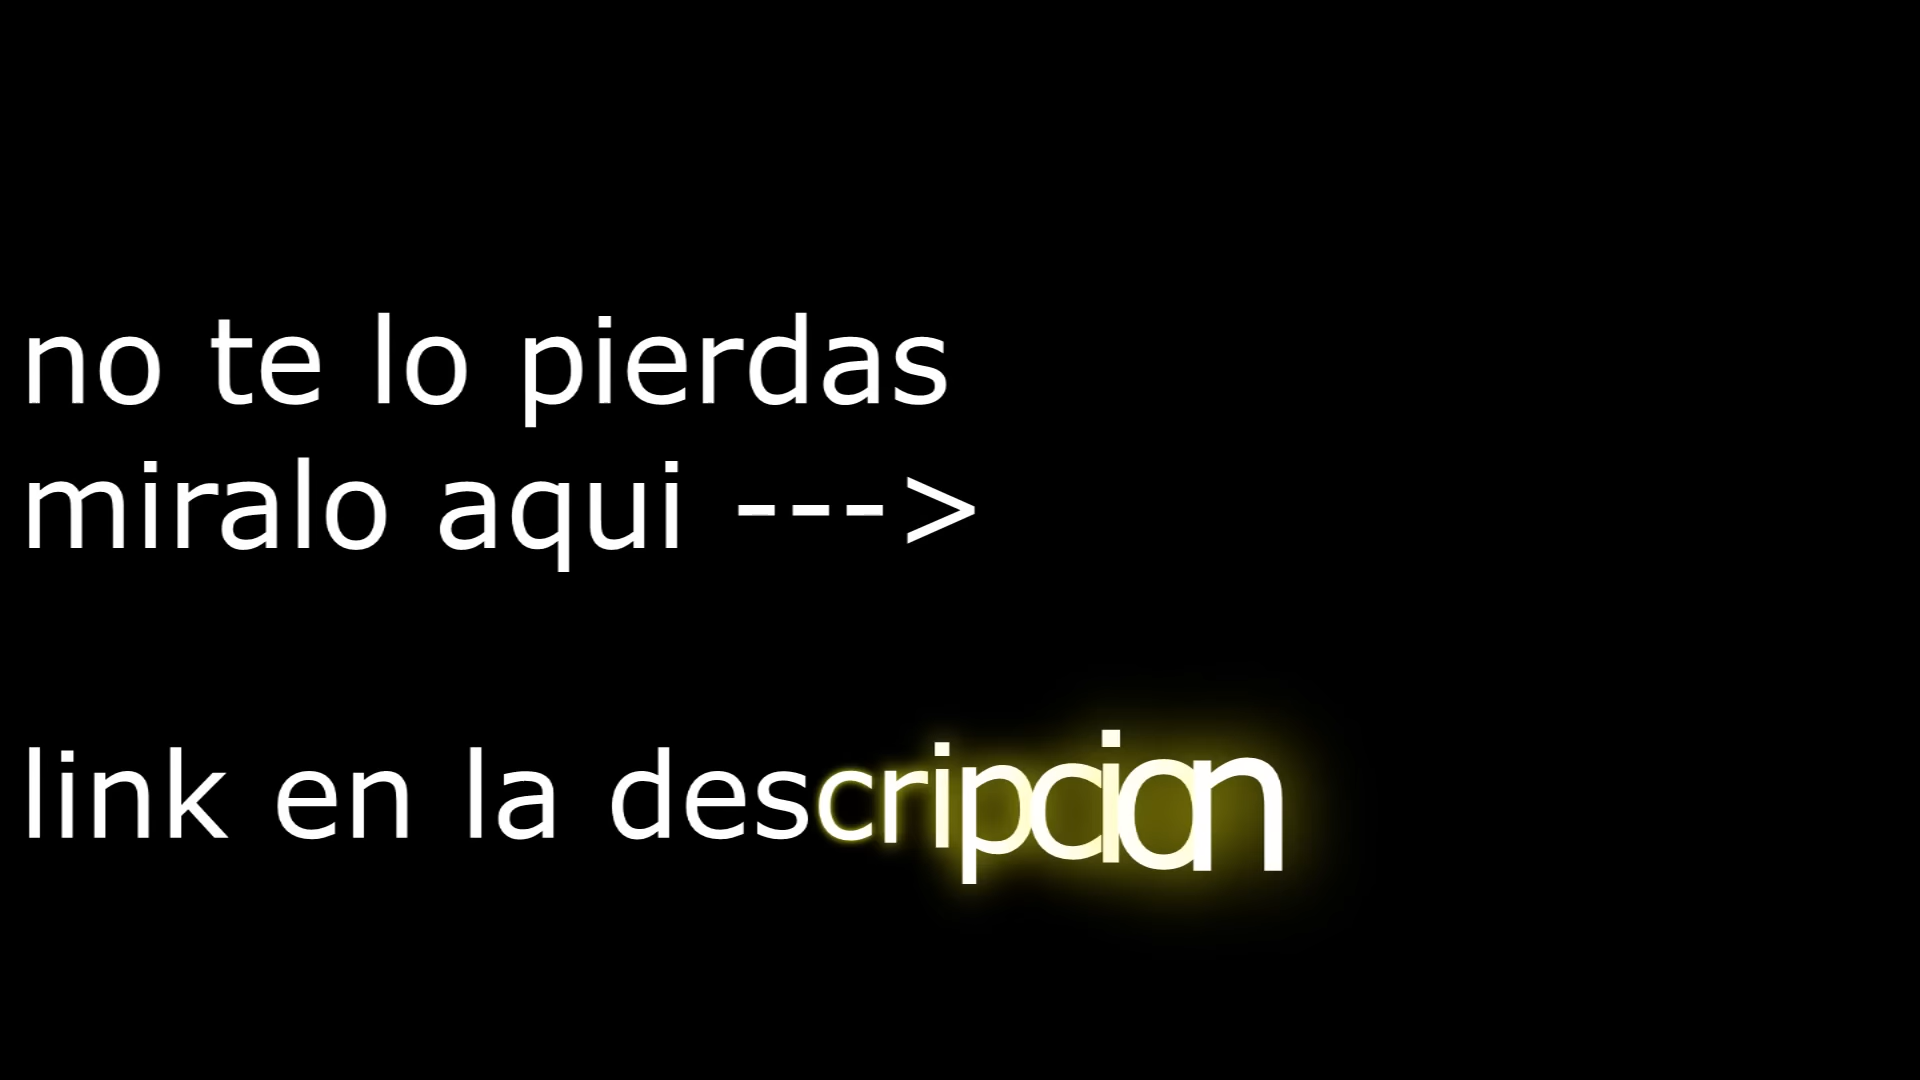 no te lo pierdas
miralo aqui --->
link en la descripcion